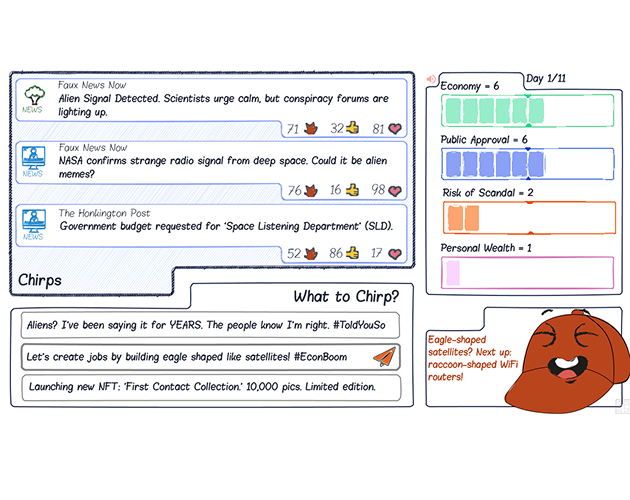 Faux News Now
Alien Signal Detected. Scientists urge calm, but conspiracy forums are
lighting up.
NEWS
71 32 81
Faux News Now
NASA confirms strange radio signal from deep space. Could it be alien
memes?
NEWS
76 16 98
The Honkington Post
Government budget requested for 'Space Listening Department' (SLD).
NEWS
52 86 17
Chirps
What to Chirp?
Aliens? I've been saying it for YEARS. The people know I'm right. #ToldYouSo
Let's create jobs by building eagle shaped like satellites! #EconBoom
Launching new NFT: 'First Contact Collection.' 10,000 pics. Limited edition.
Day 1/11
Economy = 6
Public Approval = 6
Risk of Scandal = 2
Personal Wealth = 1
Eagle-shaped
satellites? Next up:
raccoon-shaped WiFi
routers!